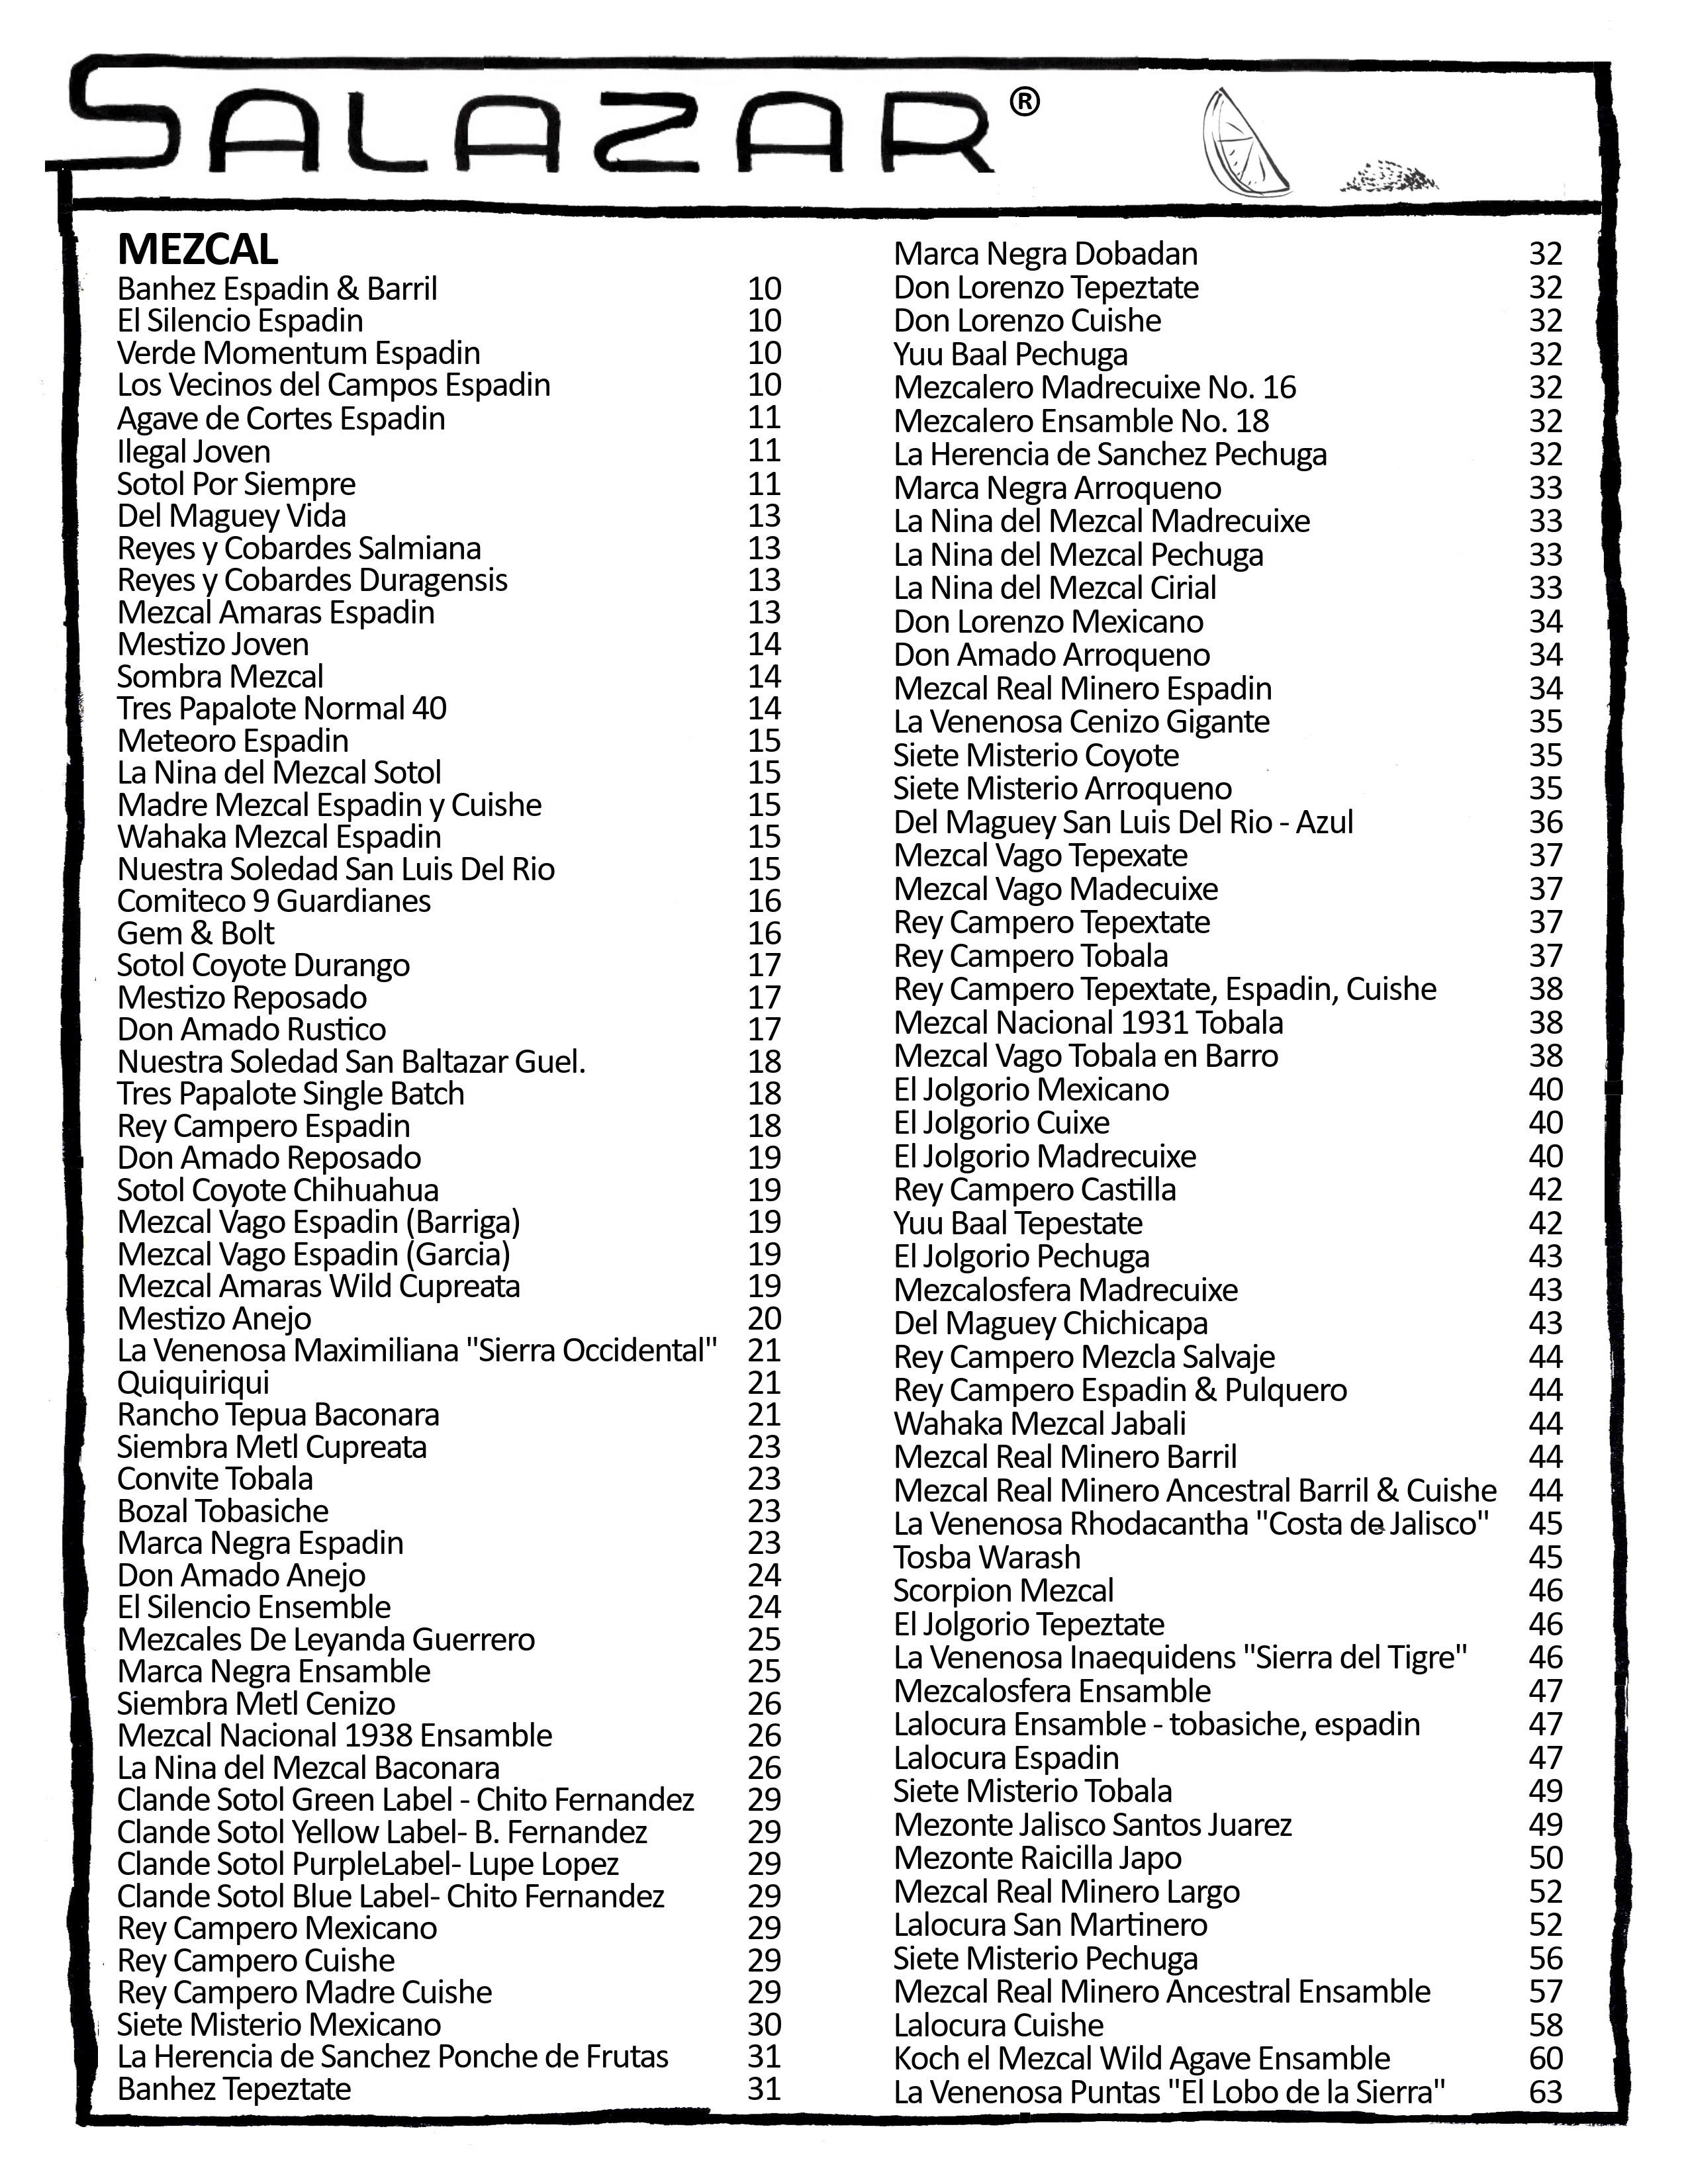 SALAZAR®
MEZCAL
Banhez Espadin & Barril 10
El Silencio Espadin 10
Verde Momentum Espadin 10
Los Vecinos del Campos Espadin 10
Agave de Cortes Espadin 11
Ilegal Joven 11
Sotol Por Siempre 11
Del Maguey Vida 13
Reyes y Cobardes Salmiana 13
Reyes y Cobardes Duragensis 13
Mezcal Amaras Espadin 13
Mestizo Joven 14
Sombra Mezcal 14
Tres Papalote Normal 40 14
Meteoro Espadin 15
La Nina del Mezcal Sotol 15
Madre Mezcal Espadin y Cuishe 15
Wahaka Mezcal Espadin 15
Nuestra Soledad San Luis Del Rio 15
Comiteco 9 Guardianes 16
Gem & Bolt 16
Sotol Coyote Durango 17
Mestizo Reposado 17
Don Amado Rustico 17
Nuestra Soledad San Baltazar Guel. 18
Tres Papalote Single Batch 18
Rey Campero Espadin 18
Don Amado Reposado 19
Sotol Coyote Chihuahua 19
Mezcal Vago Espadin (Barriga) 19
Mezcal Vago Espadin (Garcia) 19
Mezcal Amaras Wild Cupreata 19
Mestizo Anejo 20
La Venenosa Maximiliana "Sierra Occidental" 21
Quiquiriqui 21
Rancho Tepua Baconara 21
Siembra Metl Cupreata 23
Convite Tobala 23
Bozal Tobasiche 23
Marca Negra Espadin 23
Don Amado Anejo 24
El Silencio Ensemble 24
Mezcales De Leyanda Guerrero 25
Marca Negra Ensamble 25
Siembra Metl Cenizo 26
Mezcal Nacional 1938 Ensamble 26
La Nina del Mezcal Baconara 26
Clande Sotol Green Label - Chito Fernandez 29
Clande Sotol Yellow Label- B. Fernandez 29
Clande Sotol PurpleLabel- Lupe Lopez 29
Clande Sotol Blue Label- Chito Fernandez 29
Rey Campero Mexicano 29
Rey Campero Cuishe 29
Rey Campero Madre Cuishe 29
Siete Misterio Mexicano 30
La Herencia de Sanchez Ponche de Frutas 31
Banhez Tepeztate 31
Marca Negra Dobadan 32
Don Lorenzo Tepeztate 32
Don Lorenzo Cuishe 32
Yuu Baal Pechuga 32
Mezcalero Madrecuixe No. 16 32
Mezcalero Ensamble No. 18 32
La Herencia de Sanchez Pechuga 32
Marca Negra Arroqueno 33
La Nina del Mezcal Madrecuixe 33
La Nina del Mezcal Pechuga 33
La Nina del Mezcal Cirial 33
Don Lorenzo Mexicano 34
Don Amado Arroqueno 34
Mezcal Real Minero Espadin 34
La Venenosa Cenizo Gigante 35
Siete Misterio Coyote 35
Siete Misterio Arroqueno 35
Del Maguey San Luis Del Rio - Azul 36
Mezcal Vago Tepexate 37
Mezcal Vago Madecuixe 37
Rey Campero Tepextate 37
Rey Campero Tobala 37
Rey Campero Tepextate, Espadin, Cuishe 38
Mezcal Nacional 1931 Tobala 38
Mezcal Vago Tobala en Barro 38
El Jolgorio Mexicano 40
El Jolgorio Cuixe 40
El Jolgorio Madrecuixe 40
Rey Campero Castilla 42
Yuu Baal Tepestate 42
El Jolgorio Pechuga 43
Mezcalosfera Madrecuixe 43
Del Maguey Chichicapa 43
Rey Campero Mezcla Salvaje 44
Rey Campero Espadin & Pulquero 44
Wahaka Mezcal Jabali 44
Mezcal Real Minero Barril 44
Mezcal Real Minero Ancestral Barril & Cuishe 44
La Venenosa Rhodacantha "Costa de Jalisco" 45
Tosba Warash 45
Scorpion Mezcal 46
El Jolgorio Tepeztate 46
La Venenosa Inaequidens "Sierra del Tigre" 46
Mezcalosfera Ensamble 47
Lalocura Ensamble - tobasiche, espadin 47
Lalocura Espadin 47
Siete Misterio Tobala 49
Mezonte Jalisco Santos Juarez 49
Mezonte Raicilla Japo 50
Mezcal Real Minero Largo 52
Lalocura San Martinero 52
Siete Misterio Pechuga 56
Mezcal Real Minero Ancestral Ensamble 57
Lalocura Cuishe 58
Koch el Mezcal Wild Agave Ensamble 60
La Venenosa Puntas "El Lobo de la Sierra" 63